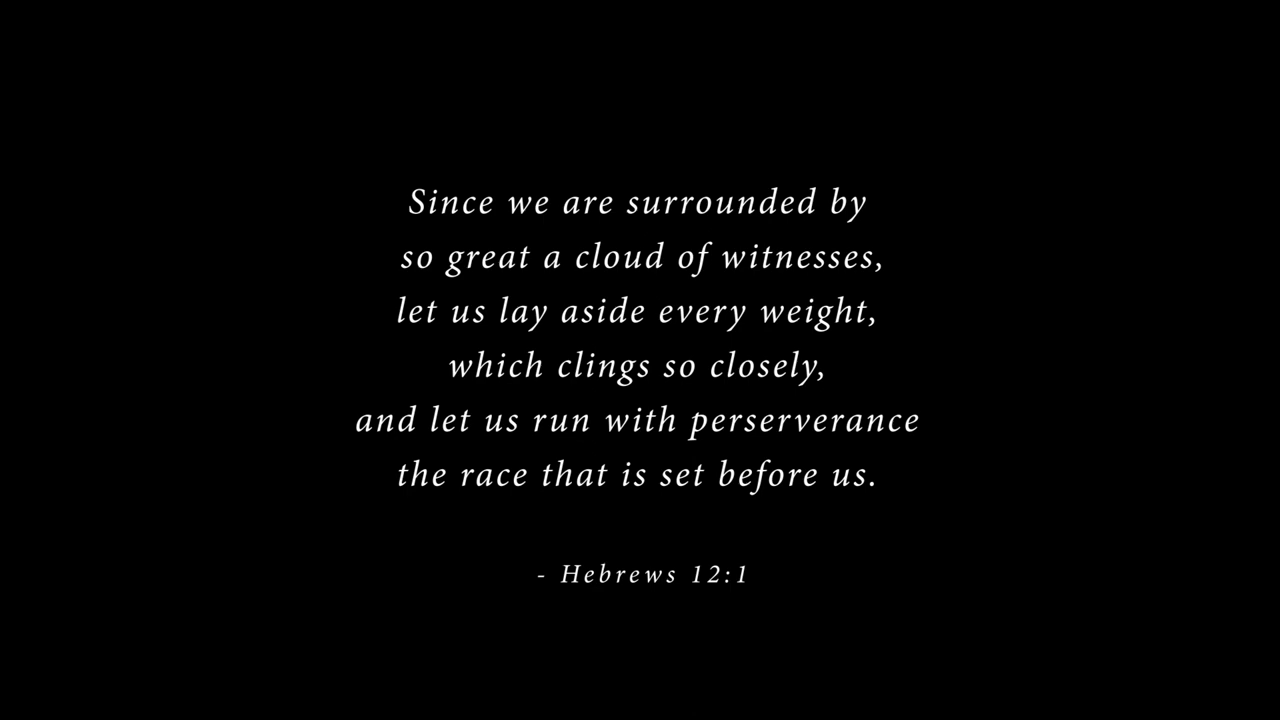 Since we are surrounded by
so great a cloud of witnesses,
let us lay aside every weight,
which clings so closely,
and let us run with perserverance
the race that is set before us.
- Hebrews 12:1